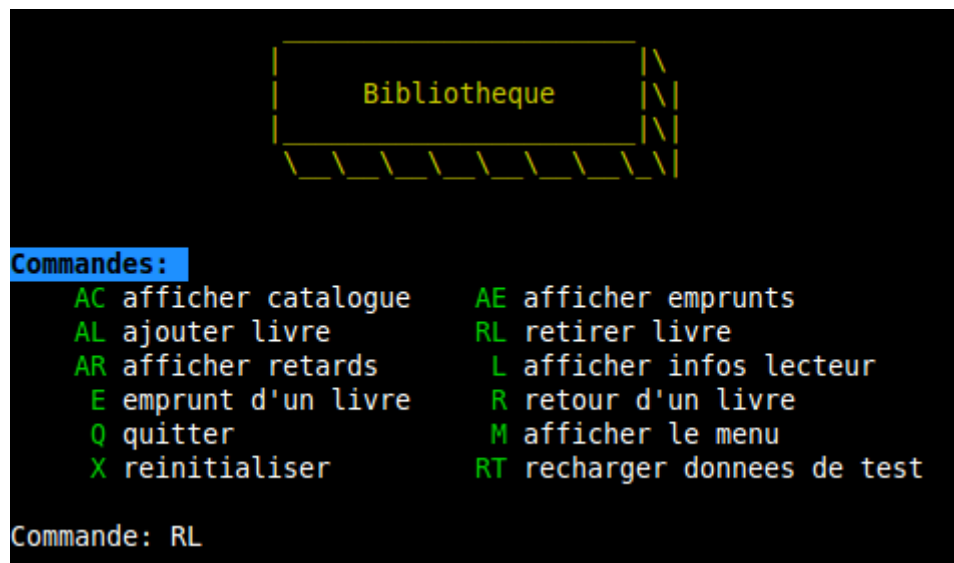 Bibliotheque
Commandes:
AC afficher catalogue AE afficher emprunts
AL ajouter livre RL retirer livre
AR afficher retards L afficher infos lecteur
E emprunt d'un livre R retour d'un livre
Q quitter M afficher le menu
X reinitialiser RT recharger donnees de test
Commande: RL